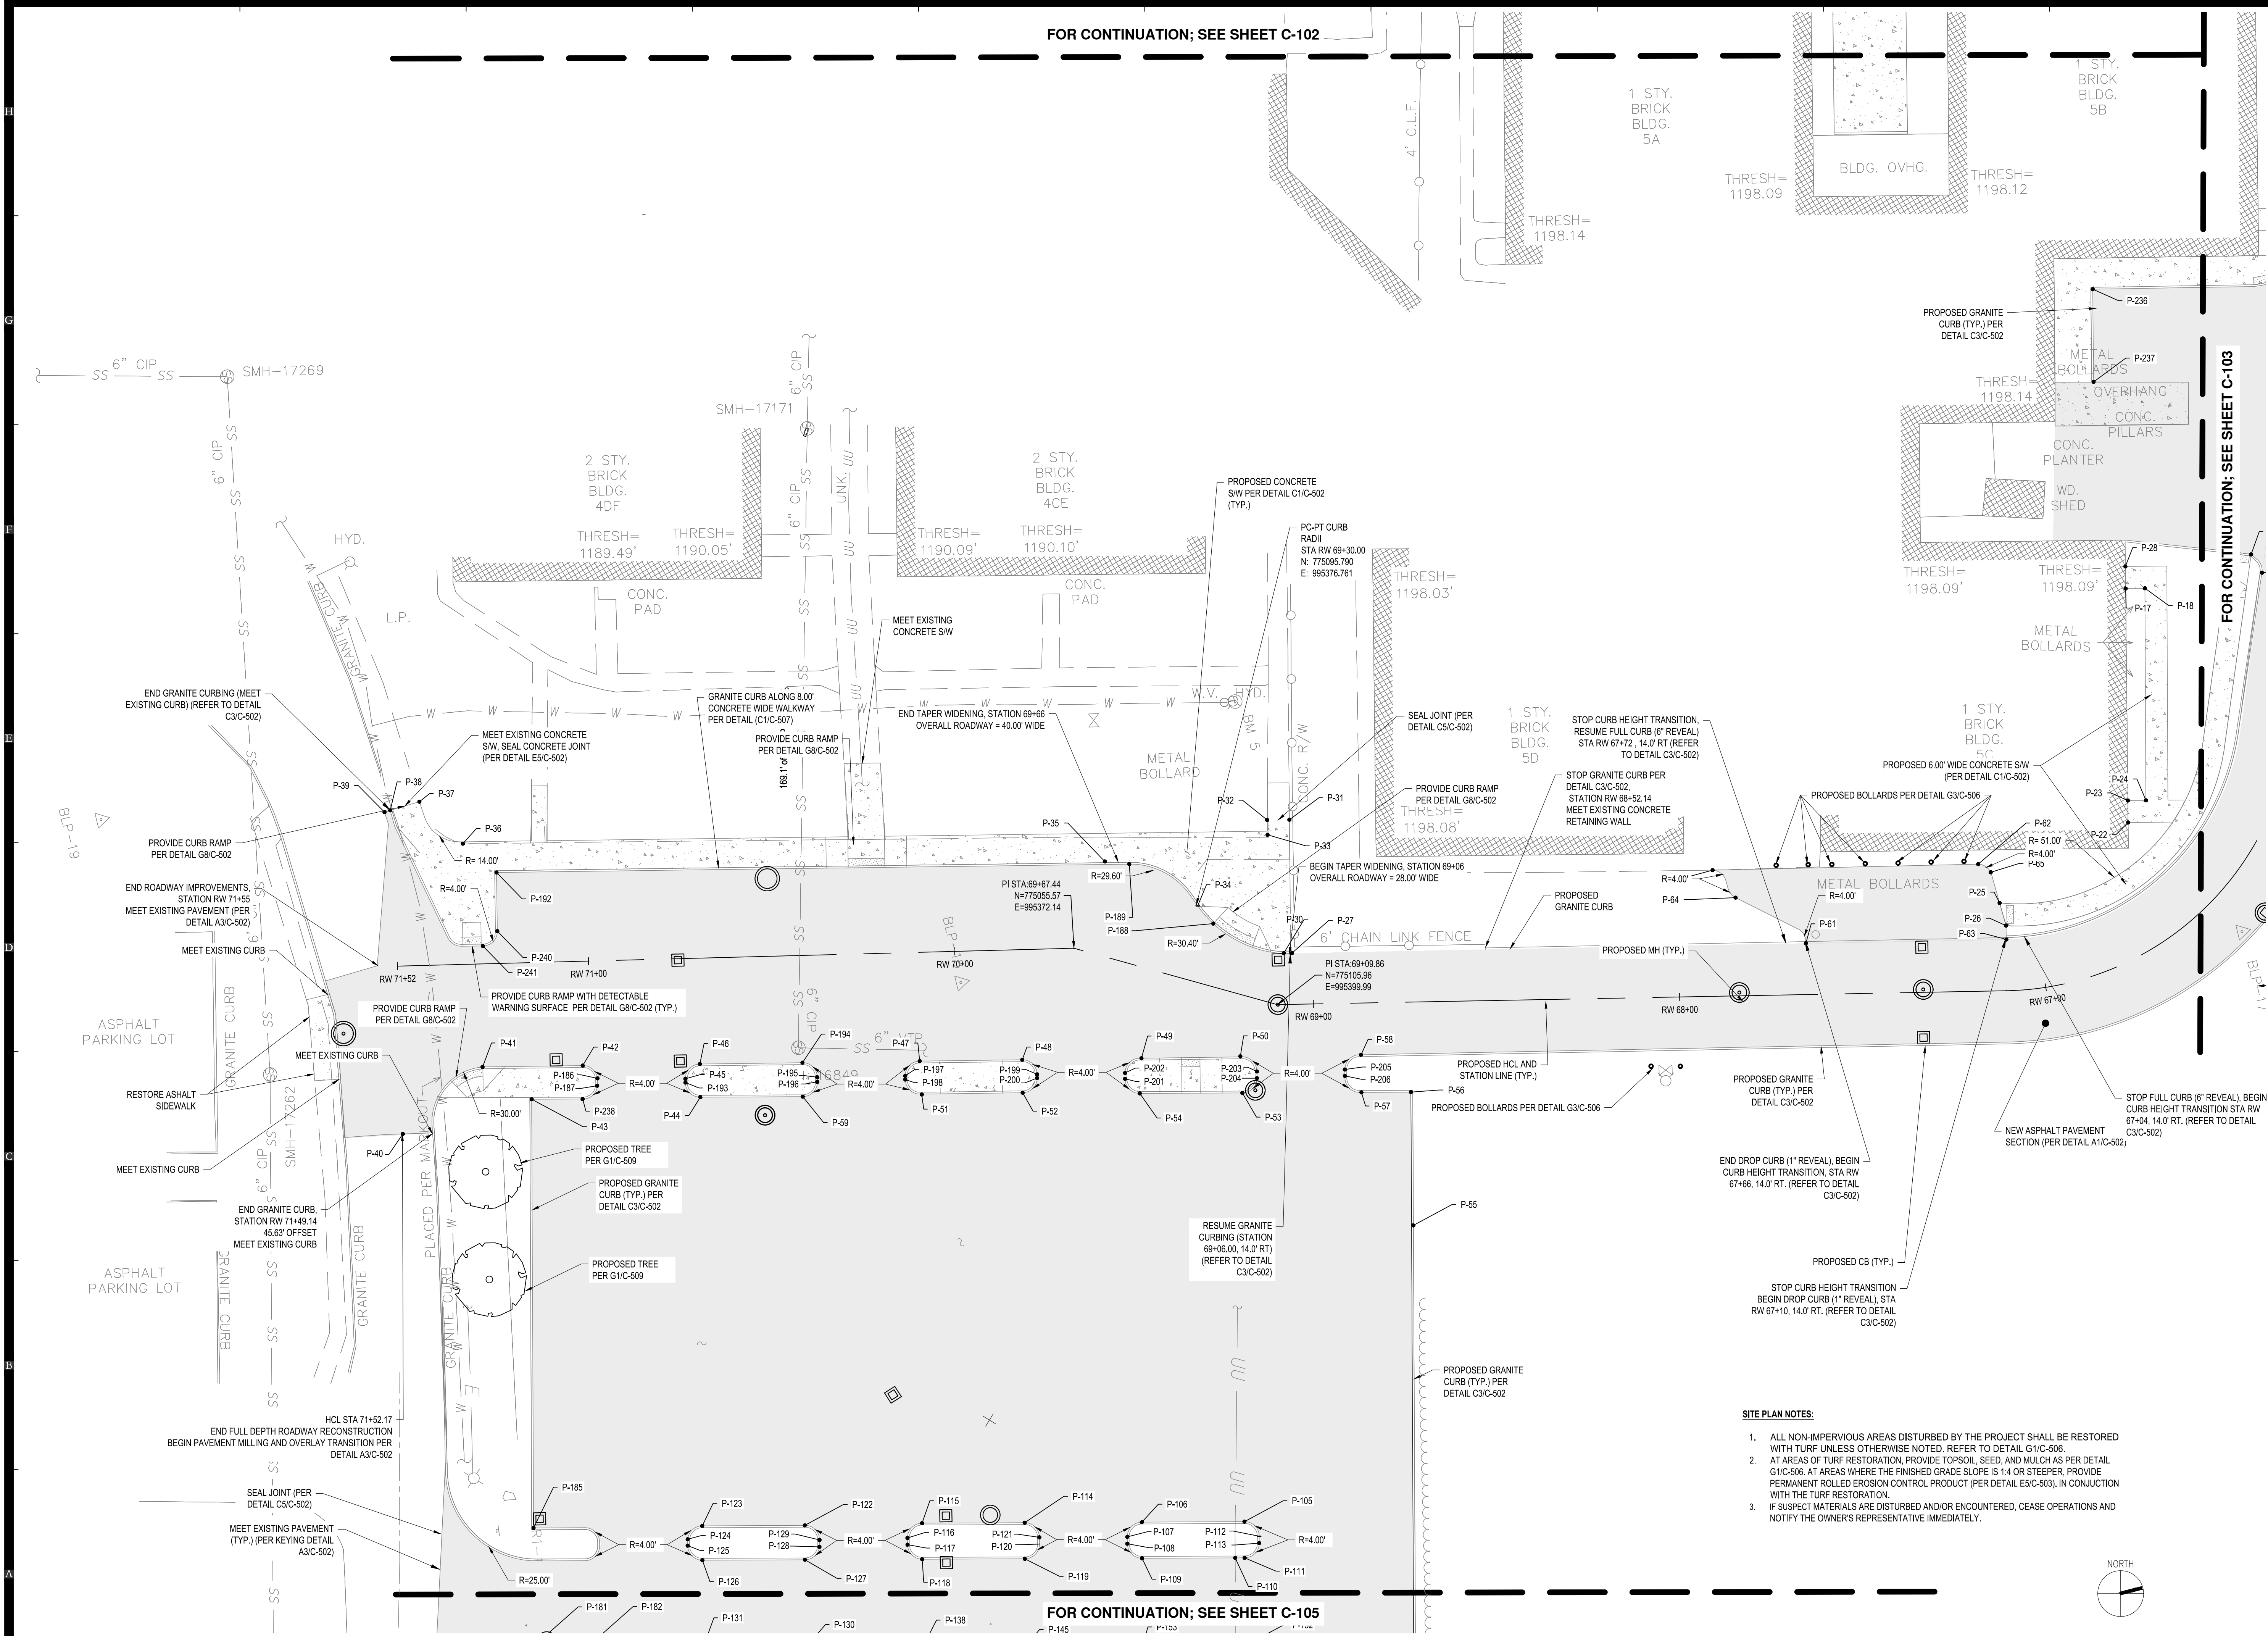 FOR CONTINUATION; SEE SHEET C-102
H
G
F
E
D
C
B
A
1 STY.
BRICK
BLDG.
5A
4' C.L.F.
1 STY.
BRICK
BLDG.
5B
BLDG. OVHG.
THRESH=
1198.09
THRESH=
1198.12
THRESH=
1198.14
P-236
PROPOSED GRANITE
CURB (TYP.) PER
DETAIL C3/C-502
METAL
BOLLARDS
P-237
THRESH=
1198.14
OVERHANG
CONC.
PILLARS
CONC.
PLANTER
WD.
SHED
FOR CONTINUATION; SEE SHEET C-103
6" CIP
SS
SS
SMH-17269
6" CIP
SS
SMH-17171
6" CIP
SS
2 STY.
BRICK
BLDG.
4DF
2 STY.
BRICK
BLDG.
4CE
UNK.
UU
6" CIP
HYD.
THRESH=
1189.49'
THRESH=
1190.05'
THRESH=
1190.09'
THRESH=
1190.10'
PROPOSED CONCRETE
S/W PER DETAIL C1/C-502
(TYP.)
PC-PT CURB
RADII
STA RW 69+30.00
N: 775095.790
E: 995376.761
THRESH=
1198.03'
CONC.
PAD
CONC.
PAD
L.P.
GRANITE CURB
P-28
THRESH=
1198.09'
THRESH=
1198.09'
P-17
P-18
METAL
BOLLARDS
MEET EXISTING
CONCRETE S/W
W.V.
HYD.
END GRANITE CURBING (MEET
EXISTING CURB) (REFER TO DETAIL
C3/C-502)
GRANITE CURB ALONG 8.00'
CONCRETE WIDE WALKWAY
PER DETAIL (C1/C-507)
END TAPER WIDENING, STATION 69+66
OVERALL ROADWAY = 40.00' WIDE
PROVIDE CURB RAMP
PER DETAIL G8/C-502
169.1' of
MEET EXISTING CONCRETE
S/W, SEAL CONCRETE JOINT
(PER DETAIL E5/C-502)
METAL
BOLLARD
BM 5
CONC. R/W
SEAL JOINT (PER
DETAIL C5/C-502)
1 STY.
BRICK
BLDG.
5D
STOP CURB HEIGHT TRANSITION,
RESUME FULL CURB (6" REVEAL)
STA RW 67+72 , 14.0' RT (REFER
TO DETAIL C3/C-502)
1 STY.
BRICK
BLDG.
5C
PROPOSED 6.00' WIDE CONCRETE S/W
(PER DETAIL C1/C-502)
STOP GRANITE CURB PER
DETAIL C3/C-502,
STATION RW 68+52.14
MEET EXISTING CONCRETE
RETAINING WALL
PROVIDE CURB RAMP
PER DETAIL G8/C-502
THRESH=
1198.08'
PROPOSED BOLLARDS PER DETAIL G3/C-506
P-24
P-23
P-22
P-62
R= 51.00'
R=4.00'
P-65
P-39
P-38
P-37
P-36
P-35
P-32
P-31
P-33
BLP-19
PROVIDE CURB RAMP
PER DETAIL G8/C-502
R= 14.00'
R=4.00'
P-192
R=29.60'
P-34
BEGIN TAPER WIDENING, STATION 69+06
OVERALL ROADWAY = 28.00' WIDE
END ROADWAY IMPROVEMENTS,
STATION RW 71+55
MEET EXISTING PAVEMENT (PER
DETAIL A3/C-502)
PI STA:69+67.44
N=775055.57
E=995372.14
P-189
P-188
R=30.40'
P-30
P-27
6' CHAIN LINK FENCE
PROPOSED
GRANITE CURB
R=4.00'
P-64
METAL BOLLARDS
R=4.00'
P-61
P-25
P-26
P-63
MEET EXISTING CURB
P-240
P-241
RW 71+52
RW 71+00
RW 70+00
PI STA:69+09.86
N=775105.96
E=995399.99
PROPOSED MH (TYP.)
RW 69+00
RW 68+00
RW 67+00
PROVIDE CURB RAMP WITH DETECTABLE
WARNING SURFACE PER DETAIL G8/C-502 (TYP.)
PROVIDE CURB RAMP
PER DETAIL G8/C-502
ASPHALT
PARKING LOT
GRANITE CURB
MEET EXISTING CURB
P-41
P-42
P-46
P-194
P-47
P-48
P-49
P-50
P-58
P-186
P-187
R=4.00'
P-45
P-193
P-195
P-196
R=4.00'
P-197
P-198
P-199
P-200
R=4.00'
P-202
P-201
P-203
P-204
R=4.00'
P-205
P-206
RESTORE ASHALT
SIDEWALK
SMH-17262
R=30.00'
P-238
P-43
P-44
P-59
P-51
P-52
P-54
P-53
P-57
P-56
PROPOSED HCL AND
STATION LINE (TYP.)
PROPOSED BOLLARDS PER DETAIL G3/C-506
PROPOSED GRANITE
CURB (TYP.) PER
DETAIL C3/C-502
NEW ASPHALT PAVEMENT
SECTION (PER DETAIL A1/C-502)
STOP FULL CURB (6" REVEAL), BEGIN
CURB HEIGHT TRANSITION STA RW
67+04, 14.0' RT. (REFER TO DETAIL
C3/C-502)
MEET EXISTING CURB
P-40
PROPOSED TREE
PER G1/C-509
PROPOSED GRANITE
CURB (TYP.) PER
DETAIL C3/C-502
PLACED PER MARKOUT
END GRANITE CURB,
STATION RW 71+49.14
45.63' OFFSET
MEET EXISTING CURB
END DROP CURB (1" REVEAL), BEGIN
CURB HEIGHT TRANSITION, STA RW
67+66, 14.0' RT. (REFER TO DETAIL
C3/C-502)
P-55
RESUME GRANITE
CURBING (STATION
69+06.00, 14.0' RT)
(REFER TO DETAIL
C3/C-502)
ASPHALT
PARKING LOT
GRANITE CURB
GRANITE CURB
PROPOSED TREE
PER G1/C-509
PROPOSED CB (TYP.)
STOP CURB HEIGHT TRANSITION
BEGIN DROP CURB (1" REVEAL), STA
RW 67+10, 14.0' RT. (REFER TO DETAIL
C3/C-502)
PROPOSED GRANITE
CURB (TYP.) PER
DETAIL C3/C-502
HCL STA 71+52.17
END FULL DEPTH ROADWAY RECONSTRUCTION
BEGIN PAVEMENT MILLING AND OVERLAY TRANSITION PER
DETAIL A3/C-502
SEAL JOINT (PER
DETAIL C5/C-502)
MEET EXISTING PAVEMENT
(TYP.) (PER KEYING DETAIL
A3/C-502)
P-185
R=25.00'
R=4.00'
P-123
P-124
P-125
P-126
P-122
P-129
P-128
P-127
R=4.00'
P-115
P-116
P-117
P-118
P-114
P-121
P-120
P-119
R=4.00'
P-106
P-107
P-108
P-109
P-105
P-112
P-113
P-111
P-110
R=4.00'
SITE PLAN NOTES:
1. ALL NON-IMPERVIOUS AREAS DISTURBED BY THE PROJECT SHALL BE RESTORED
WITH TURF UNLESS OTHERWISE NOTED. REFER TO DETAIL G1/C-506.
2. AT AREAS OF TURF RESTORATION, PROVIDE TOPSOIL, SEED, AND MULCH AS PER DETAIL
G1/C-506. AT AREAS WHERE THE FINISHED GRADE SLOPE IS 1:4 OR STEEPER, PROVIDE
PERMANENT ROLLED EROSION CONTROL PRODUCT (PER DETAIL E5/C-503). IN CONJUCTION
WITH THE TURF RESTORATION.
3. IF SUSPECT MATERIALS ARE DISTURBED AND/OR ENCOUNTERED, CEASE OPERATIONS AND
NOTIFY THE OWNER'S REPRESENTATIVE IMMEDIATELY.
NORTH
P-181
P-182
P-131
P-130
P-138
FOR CONTINUATION; SEE SHEET C-105
P-145
P-153